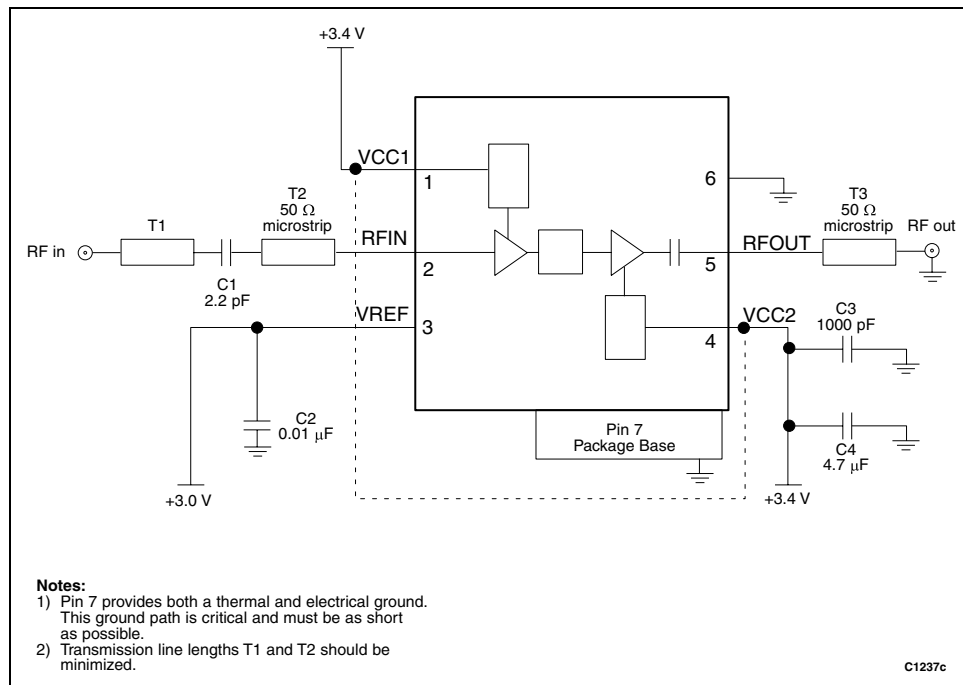 +3.4 V
VCC1
1
6
T1
T2
50 Ω
microstrip
T3
50 Ω
microstrip
RF in
RF out
RFIN
2
RFOUT
5
C1
2.2 pF
VREF
3
VCC2
4
C3
1000 pF
C2
0.01 μF
Pin 7
Package Base
C4
4.7 μF
+3.0 V
+3.4 V
Notes:
1) Pin 7 provides both a thermal and electrical ground.
This ground path is critical and must be as short
as possible.
2) Transmission line lengths T1 and T2 should be
minimized.
C1237c